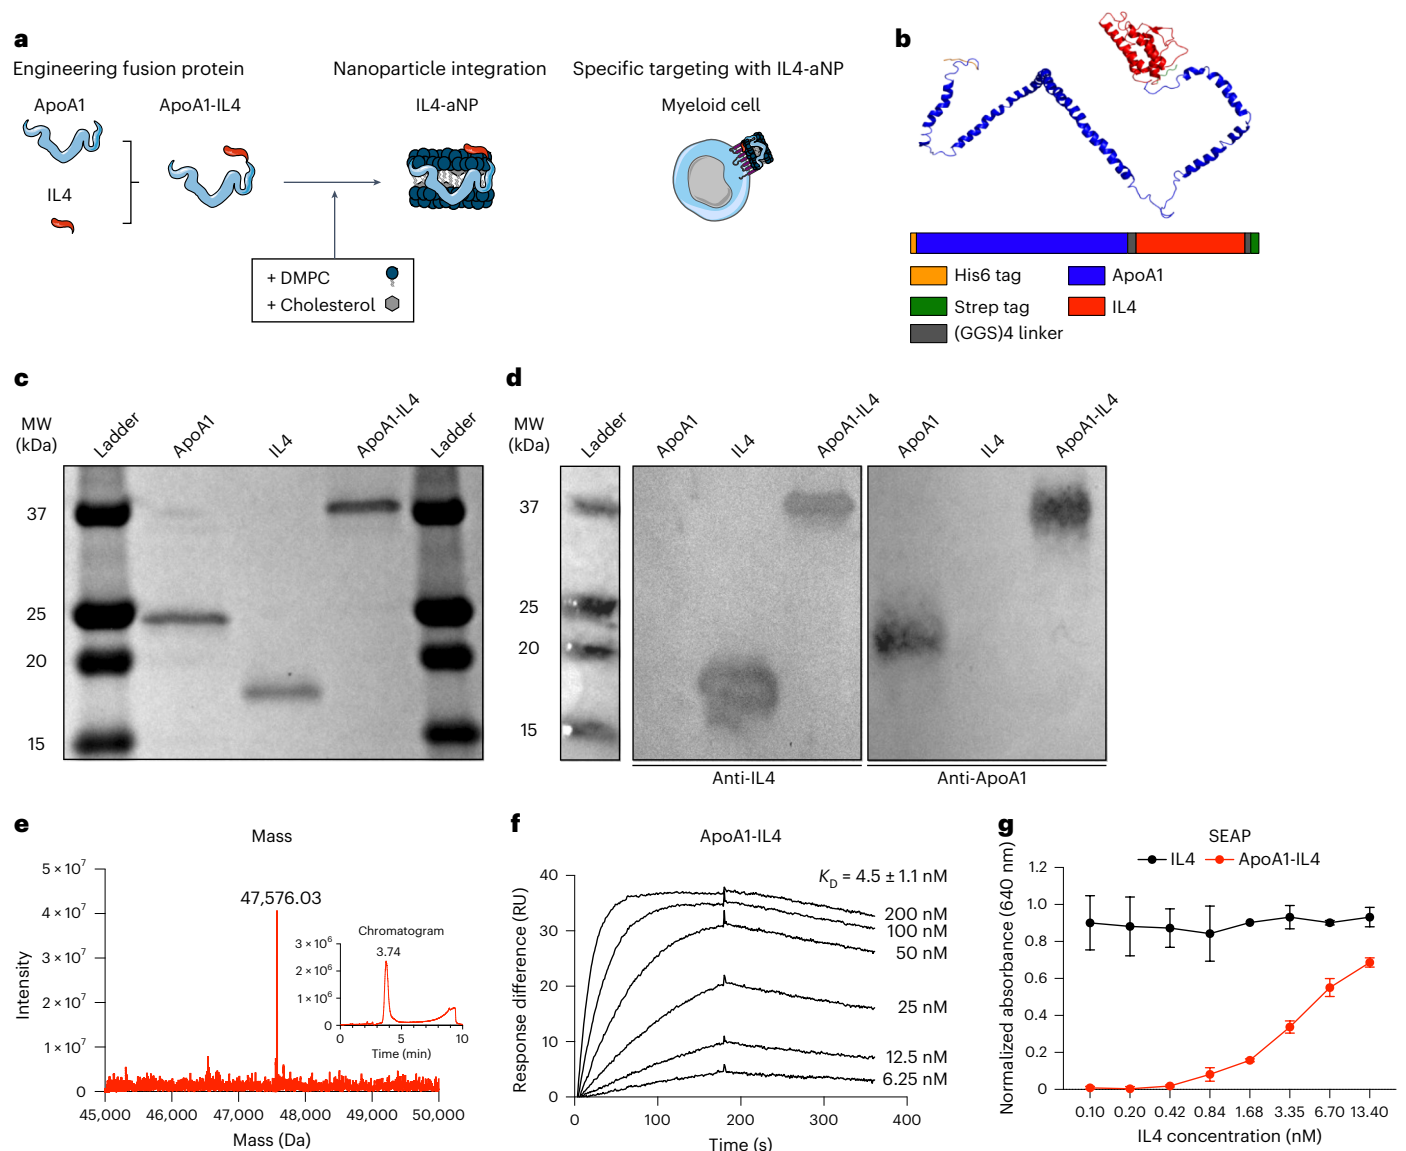 a
Engineering fusion protein
Nanoparticle integration
Specific targeting with IL4-aNP
ApoA1
ApoA1-IL4
IL4-aNP
Myeloid cell
IL4
+ DMPC
+ Cholesterol
b
His6 tag
ApoA1
Strep tag
IL4
(GGS)4 linker
c
MW
(kDa)
Ladder
ApoA1
IL4
ApoA1-IL4
Ladder
37
25
20
15
d
MW
(kDa)
Ladder
ApoA1
IL4
ApoA1-IL4
ApoA1
IL4
ApoA1-IL4
37
25
20
15
Anti-IL4
Anti-ApoA1
e
Mass
Intensity
5 × 10⁷
4 × 10⁷
3 × 10⁷
2 × 10⁷
1 × 10⁷
0
47,576.03
Chromatogram
3.74
3 × 10⁶
2 × 10⁶
1 × 10⁶
0
0 5 10
Time (min)
45,000 46,000 47,000 48,000 49,000 50,000
Mass (Da)
f
ApoA1-IL4
Response difference (RU)
40
30
20
10
0
K_D = 4.5 ± 1.1 nM
200 nM
100 nM
50 nM
25 nM
12.5 nM
6.25 nM
0 100 200 300 400
Time (s)
g
SEAP
IL4 ApoA1-IL4
Normalized absorbance (640 nm)
1.2
1.0
0.8
0.6
0.4
0.2
0
0.10 0.20 0.42 0.84 1.68 3.35 6.70 13.40
IL4 concentration (nM)